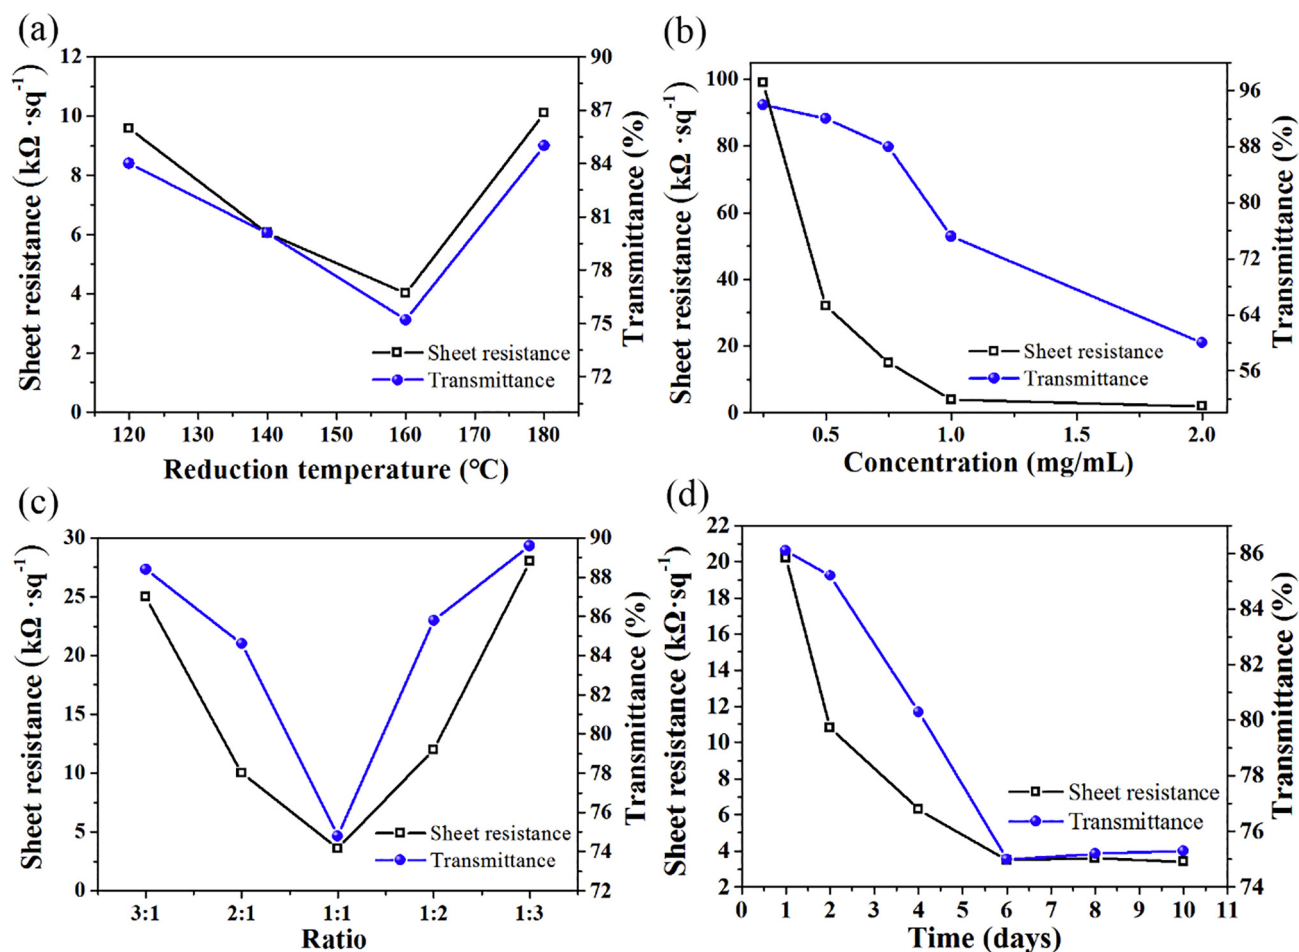 (a)
Sheet resistance (kΩ ·sq⁻¹)
12
10
8
6
4
2
0
90
87
84
81
78
75
72
Transmittance (%)
Sheet resistance
Transmittance
120 130 140 150 160 170 180
Reduction temperature (℃)
(b)
Sheet resistance (kΩ ·sq⁻¹)
100
80
60
40
20
0
96
88
80
72
64
56
Transmittance (%)
Sheet resistance
Transmittance
0.5 1.0 1.5 2.0
Concentration (mg/mL)
(c)
Sheet resistance (kΩ ·sq⁻¹)
30
25
20
15
10
5
0
90
88
86
84
82
80
78
76
74
72
Transmittance (%)
Sheet resistance
Transmittance
3:1 2:1 1:1 1:2 1:3
Ratio
(d)
Sheet resistance (kΩ·sq⁻¹)
22
20
18
16
14
12
10
8
6
4
2
86
84
82
80
78
76
74
Transmittance (%)
Sheet resistance
Transmittance
0 1 2 3 4 5 6 7 8 9 10 11
Time (days)